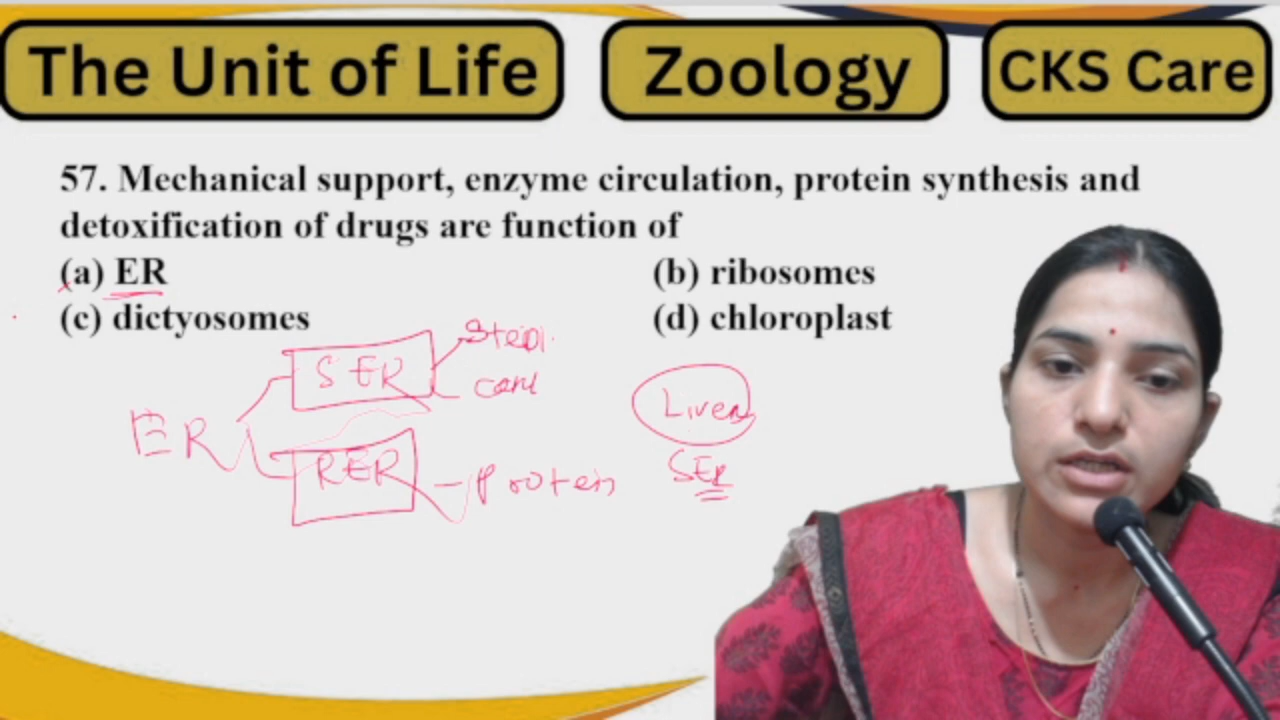 The Unit of Life Zoology CKS Care
57. Mechanical support, enzyme circulation, protein synthesis and
detoxification of drugs are function of
(a) ER (b) ribosomes
(c) dictyosomes (d) chloroplast
SER
ER
RER
Protein
Liver
SER